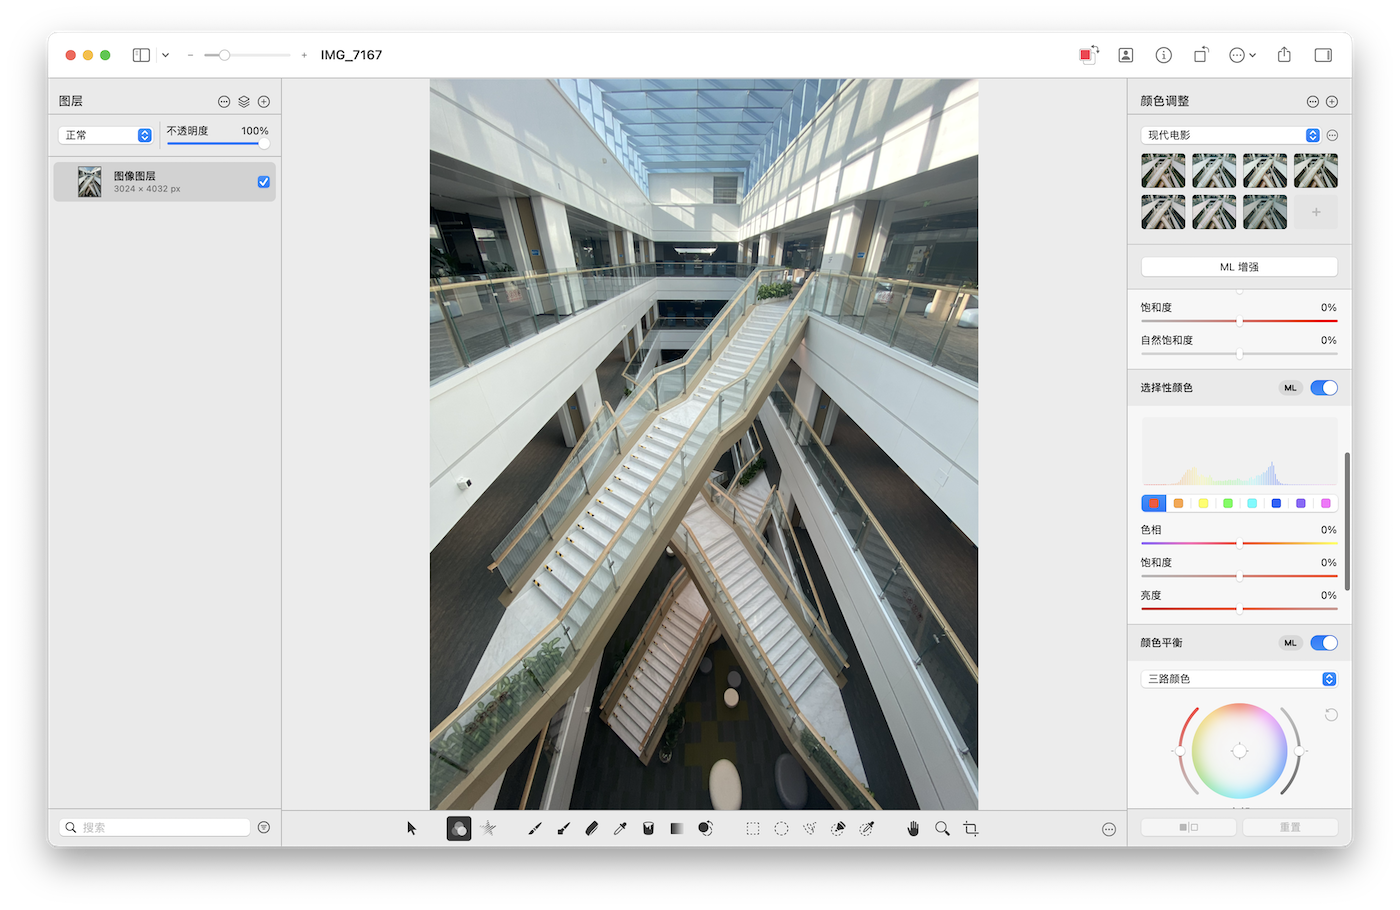 IMG_7167
图层
正常
不透明度 100%
图像图层
3024 × 4032 px
搜索
颜色调整
现代电影
ML 增强
饱和度 0%
自然饱和度 0%
选择性颜色 ML
色相 0%
饱和度 0%
亮度 0%
颜色平衡 ML
三路颜色
重置